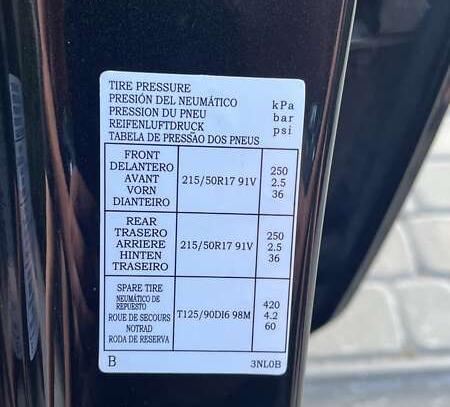 TIRE PRESSURE
PRESIÓN DEL NEUMÁTICO kPa
PRESSION DU PNEU bar
REIFENLUFTDRUCK psi
TABELA DE PRESSÃO DOS PNEUS
FRONT
DELANTERO 250
AVANT 215/50R17 91V 2.5
VORN 36
DIANTEIRO
REAR
TRASERO 250
ARRIERE 215/50R17 91V 2.5
HINTEN 36
TRASEIRO
SPARE TIRE
NEUMÁTICO DE 420
REPUESTO
ROUE DE SECOURS T125/90DI6 98M 4.2
NOTRAD 60
RODA DE RESERVA
B 3NL0B